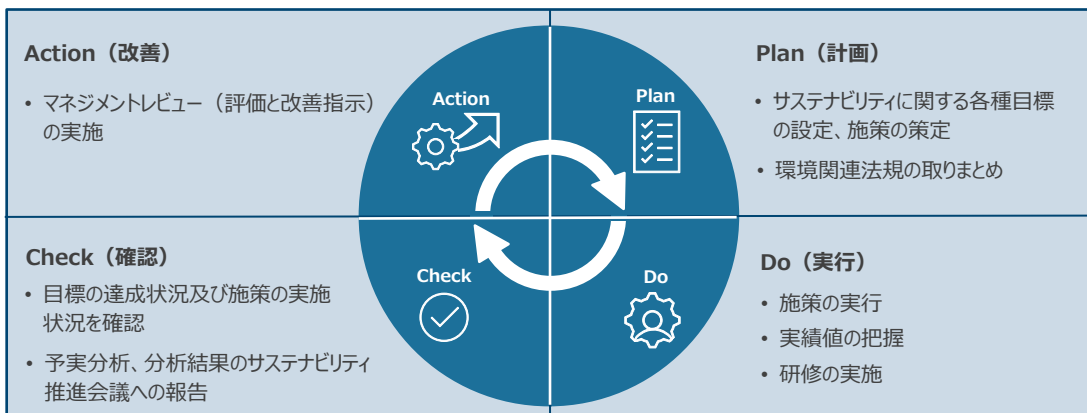 Action（改善）
• マネジメントレビュー（評価と改善指示）
の実施
Action
Plan
Plan（計画）
• サステナビリティに関する各種目標
の設定、施策の策定
• 環境関連法規の取りまとめ
Check（確認）
• 目標の達成状況及び施策の実施
状況を確認
• 予実分析、分析結果のサステナビリティ
推進会議への報告
Check
Do
Do（実行）
• 施策の実行
• 実績値の把握
• 研修の実施